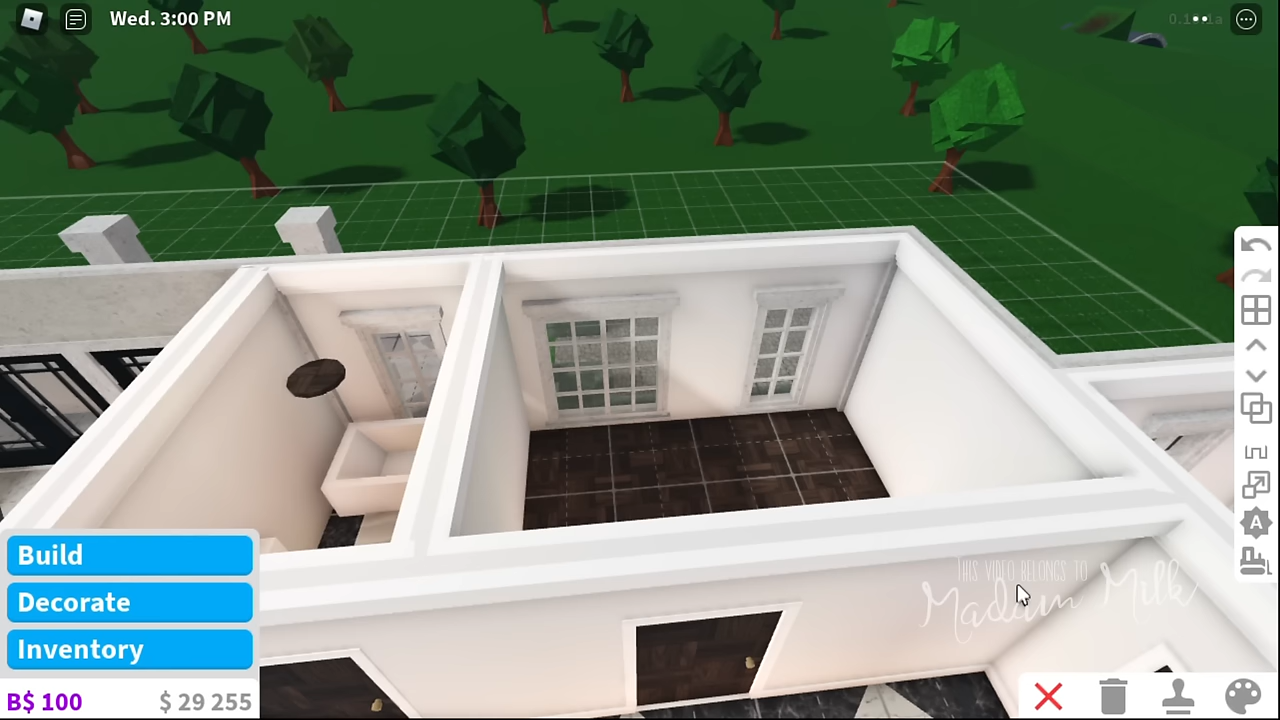 Wed. 3:00 PM
THIS VIDEO BELONGS TO
Madam Milk
Build
Decorate
Inventory
B$ 100
$ 29 255
A